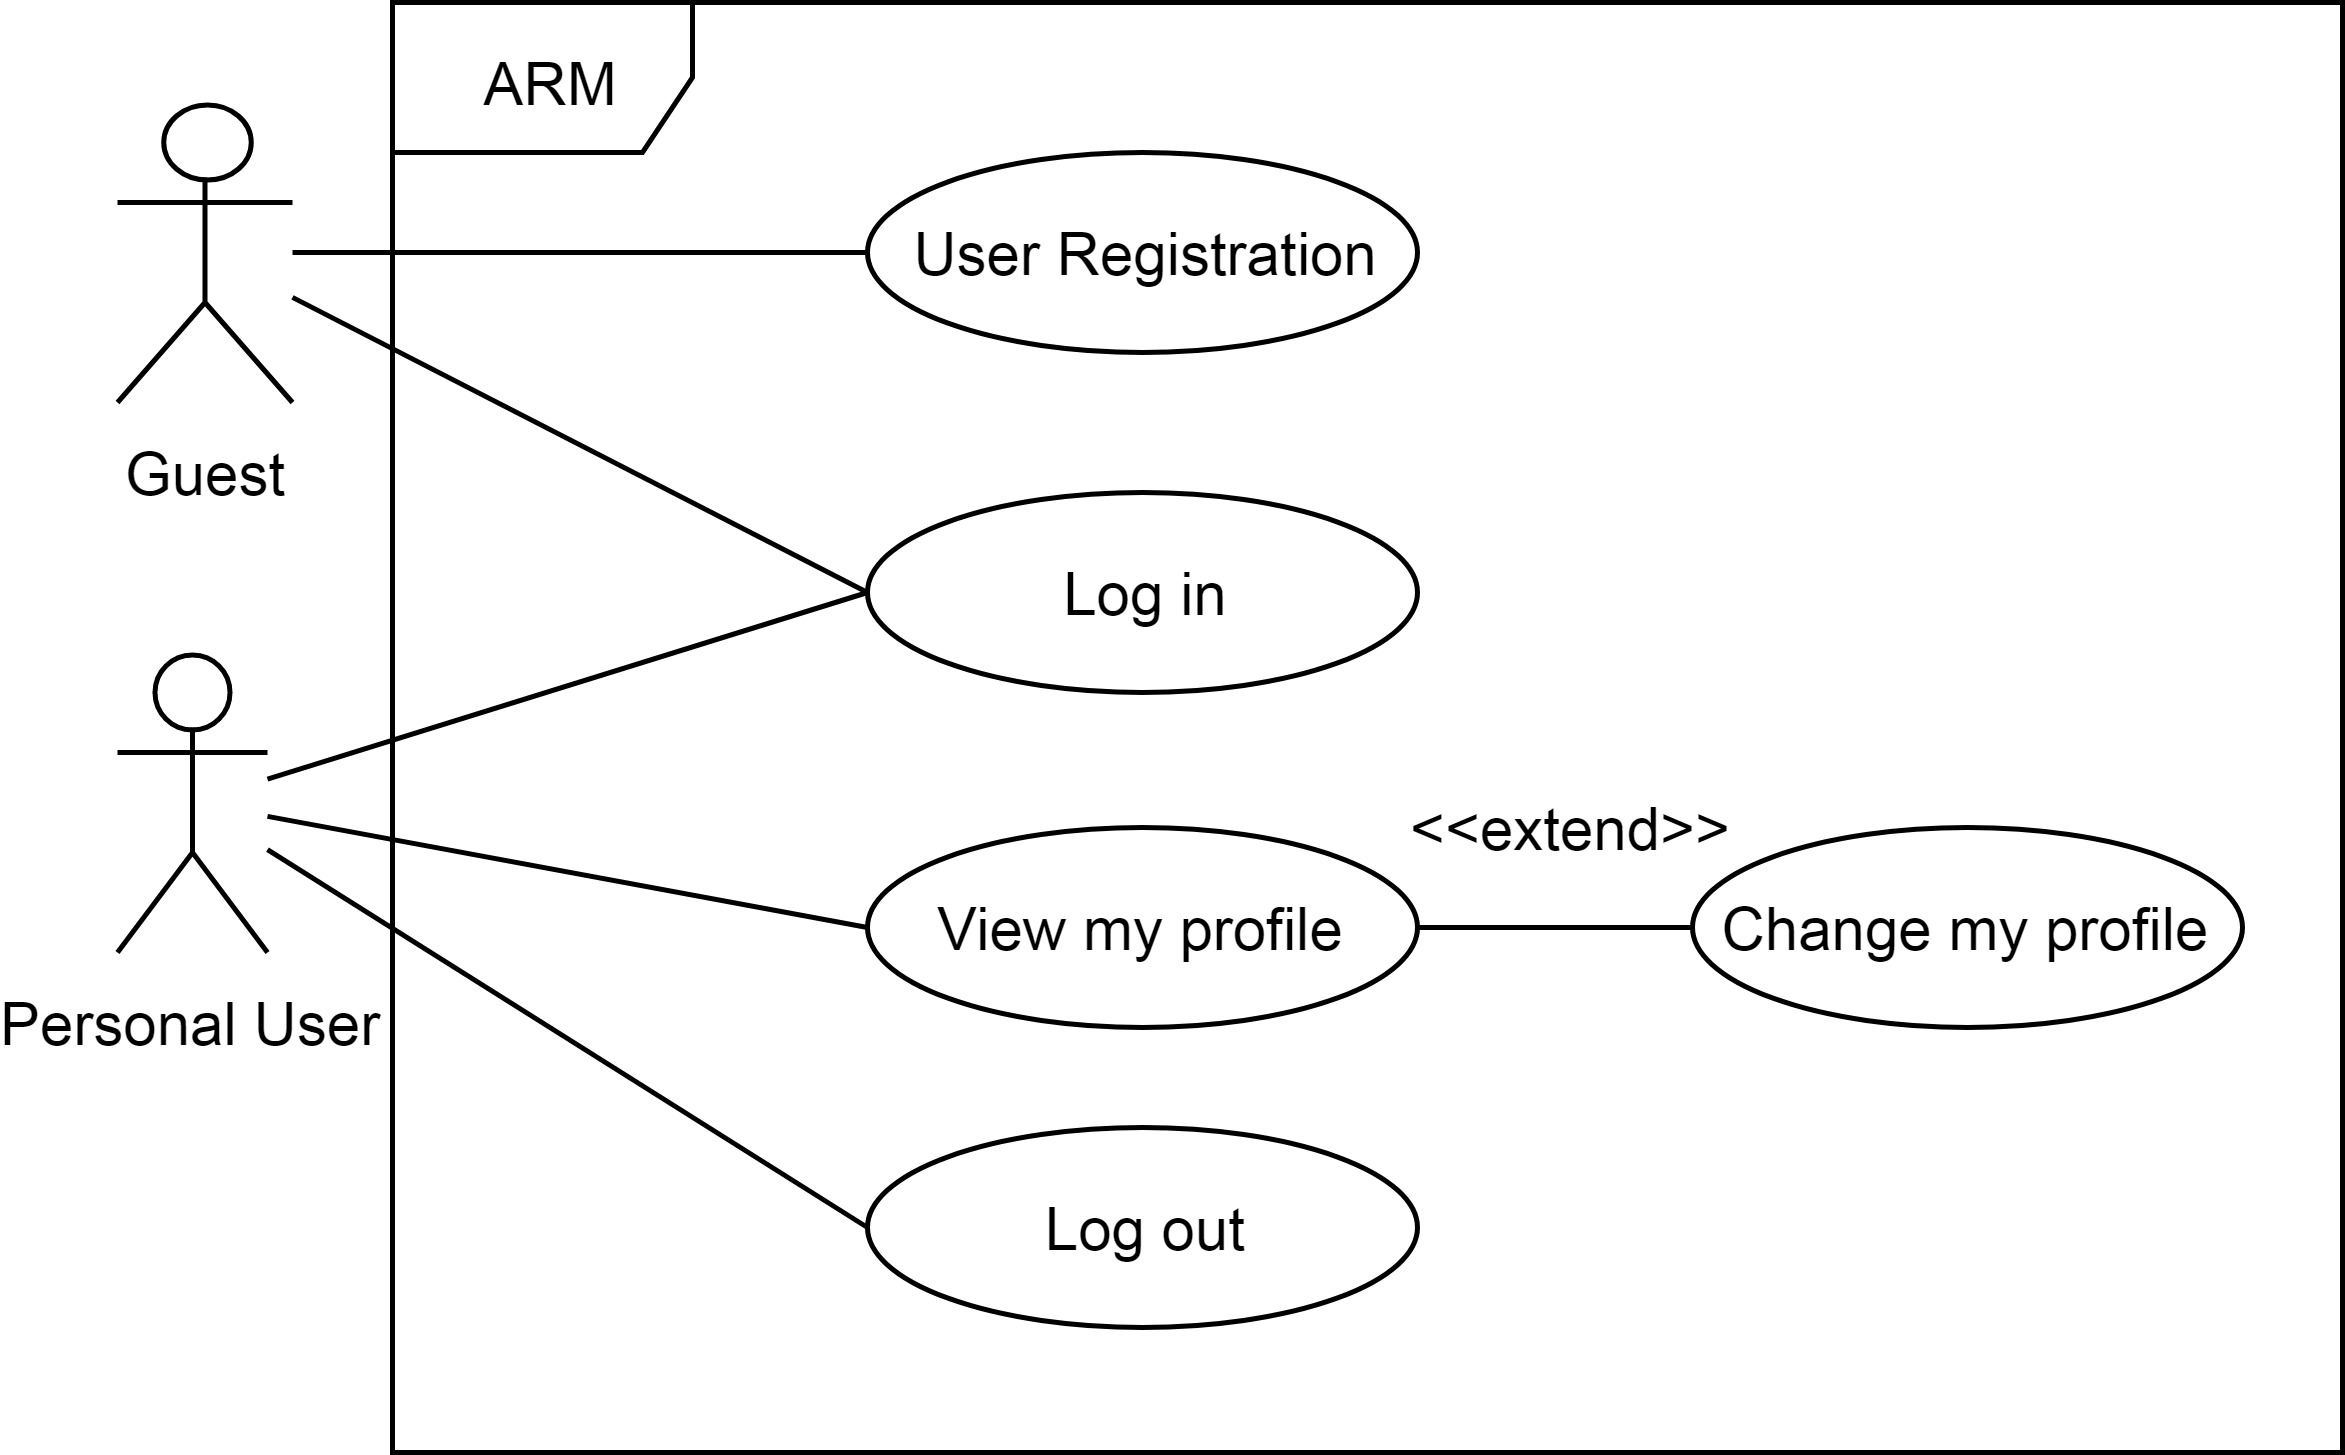 ARM
User Registration
Guest
Log in
<<extend>>
View my profile
Change my profile
Personal User
Log out